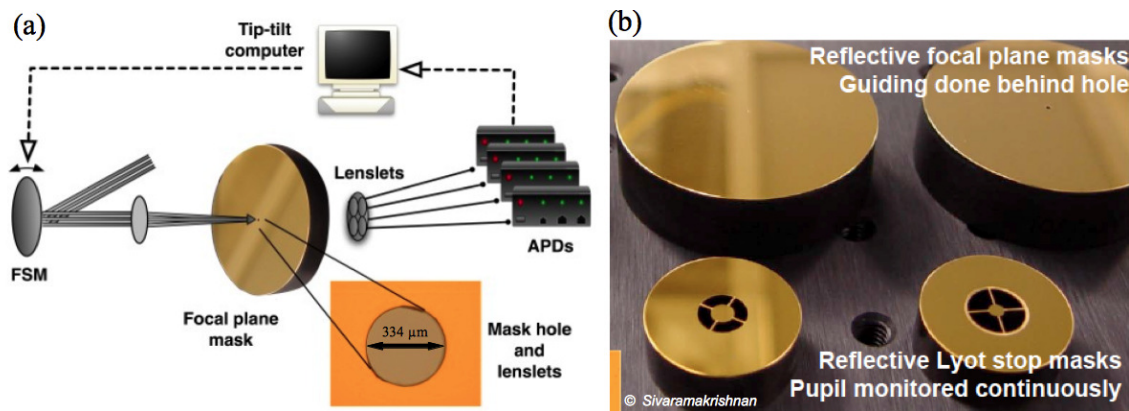 (a)
Tip-tilt
computer
FSM
Focal plane
mask
Lenslets
APDs
334 μm
Mask hole
and
lenslets
(b)
Reflective focal plane masks
Guiding done behind hole
Reflective Lyot stop masks
Pupil monitored continuously
© Sivaramakrishnan